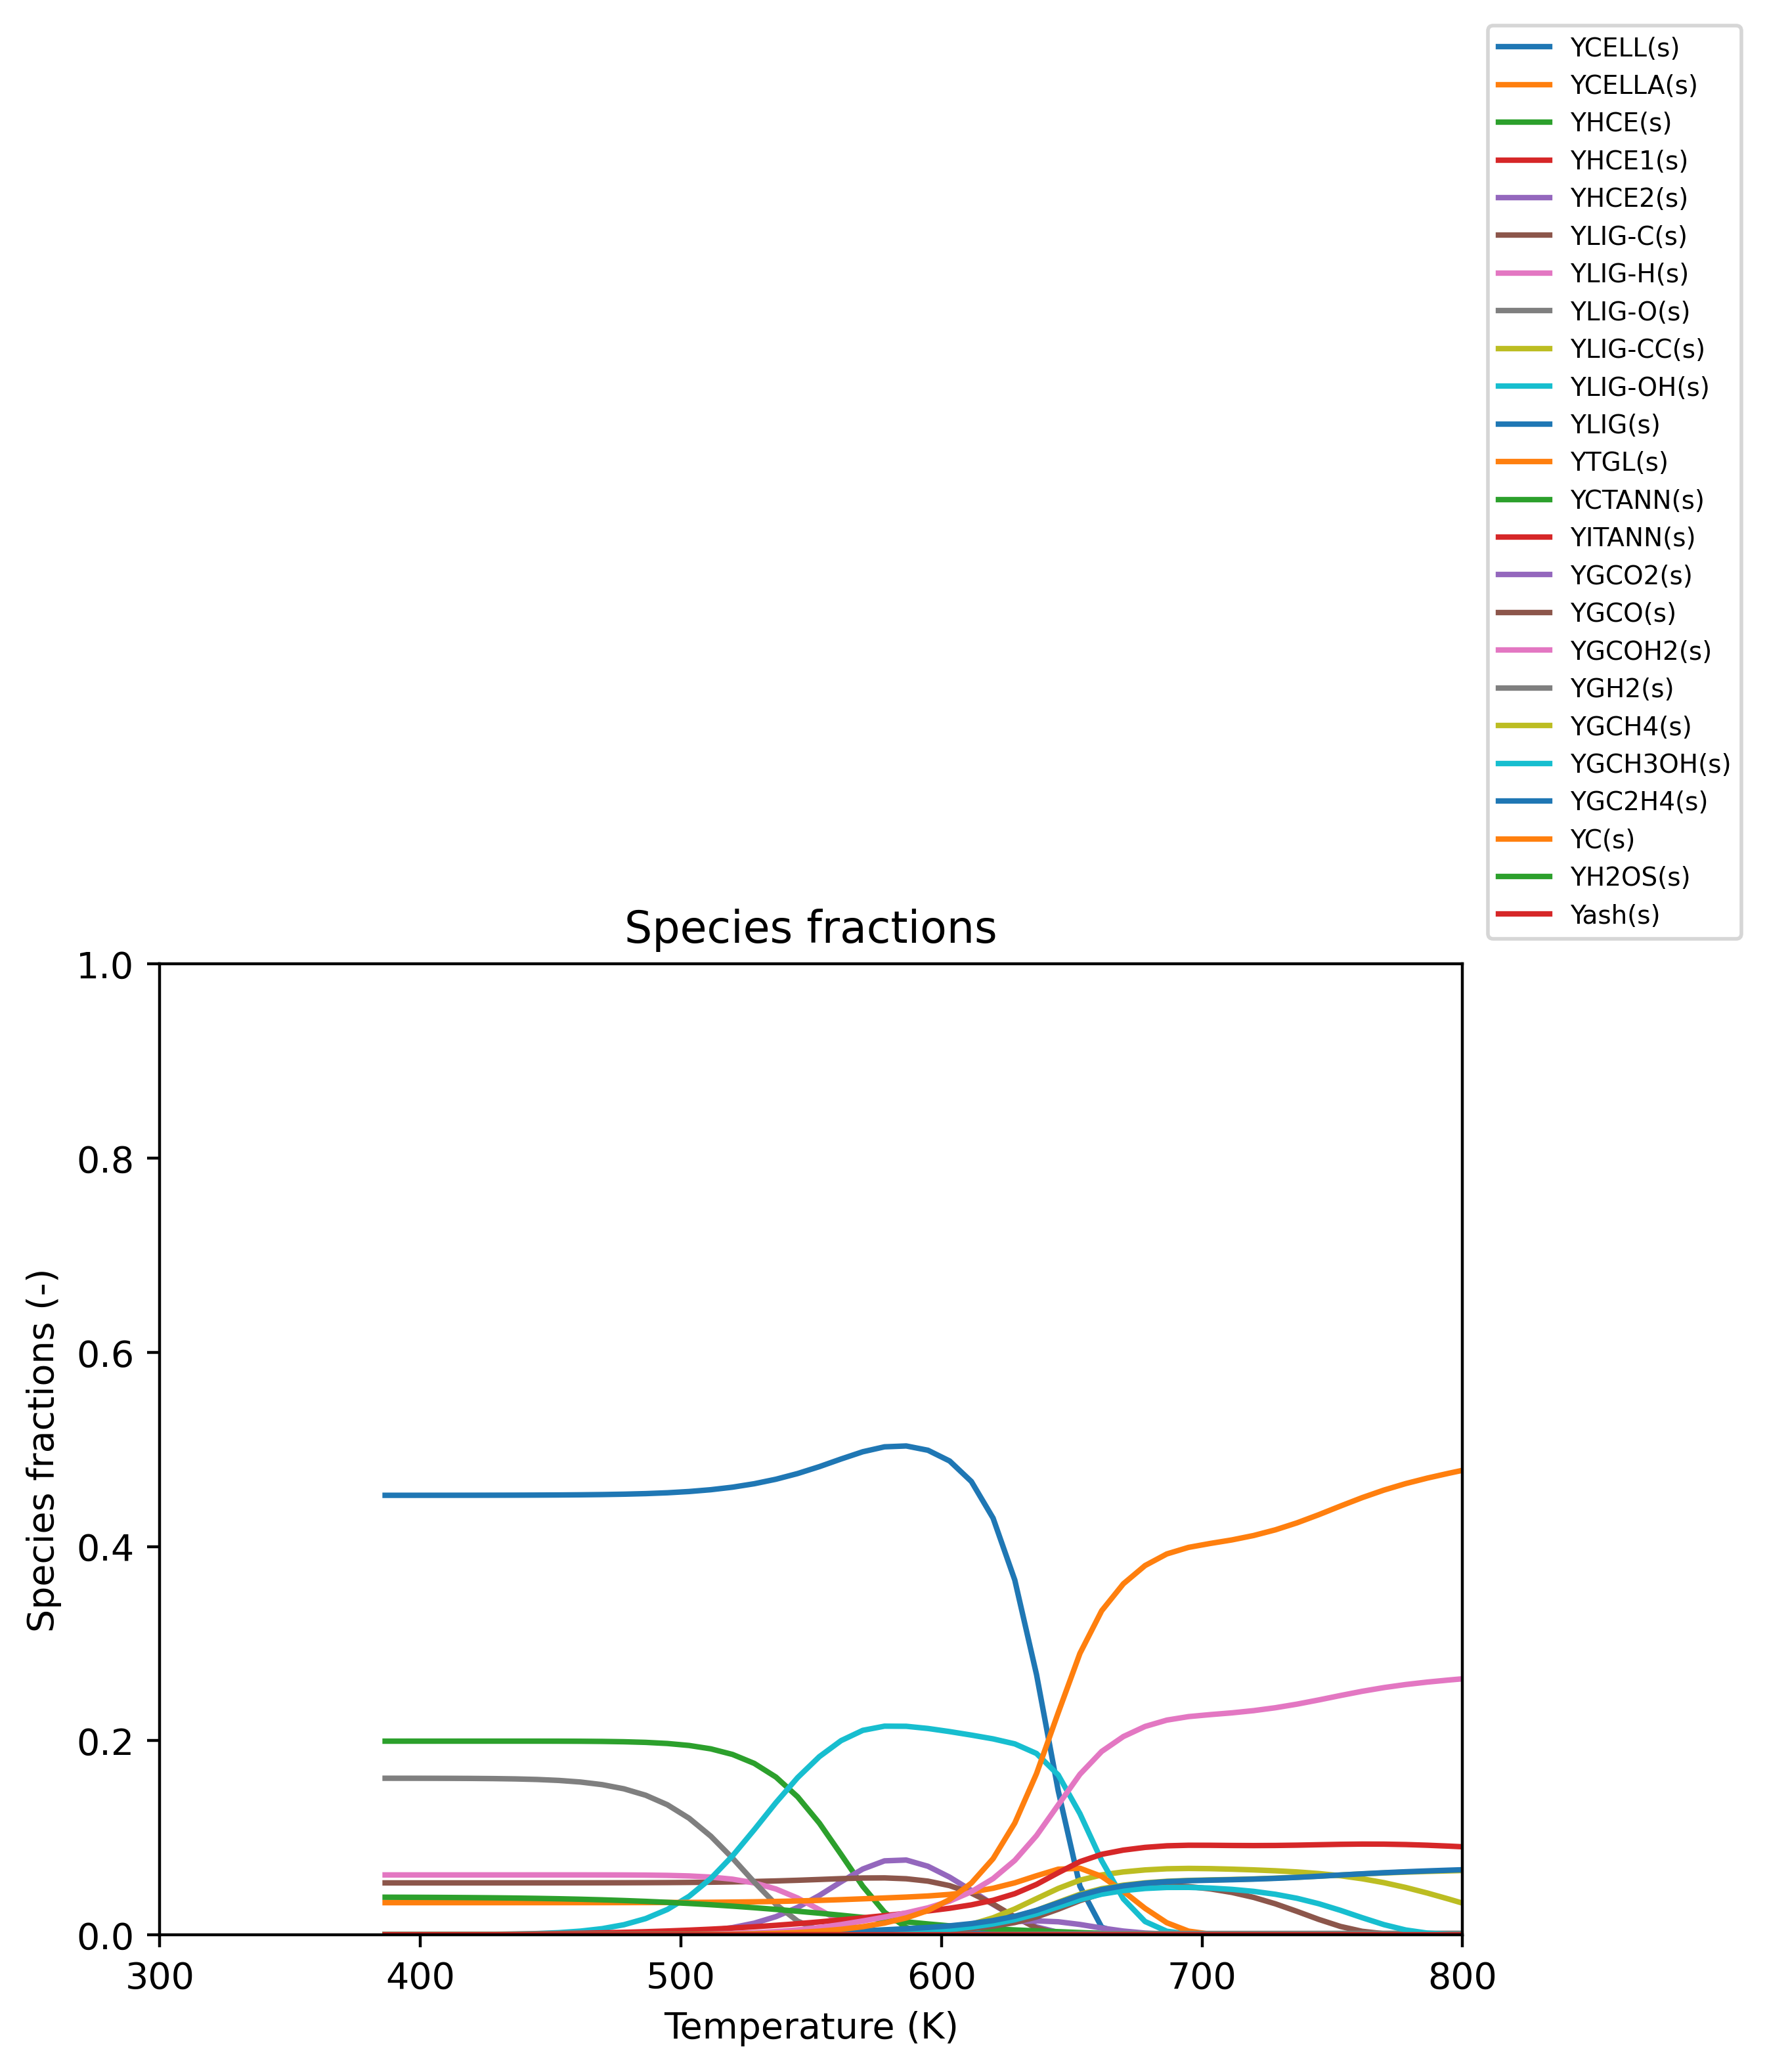 YCELL(s)
YCELLA(s)
YHCE(s)
YHCE1(s)
YHCE2(s)
YLIG-C(s)
YLIG-H(s)
YLIG-O(s)
YLIG-CC(s)
YLIG-OH(s)
YLIG(s)
YTGL(s)
YCTANN(s)
YITANN(s)
YGCO2(s)
YGCO(s)
YGCOH2(s)
YGH2(s)
YGCH4(s)
YGCH3OH(s)
YGC2H4(s)
YC(s)
YH2OS(s)
Yash(s)
Species fractions
1.0
0.8
0.6
0.4
0.2
0.0
Species fractions (-)
300 400 500 600 700 800
Temperature (K)